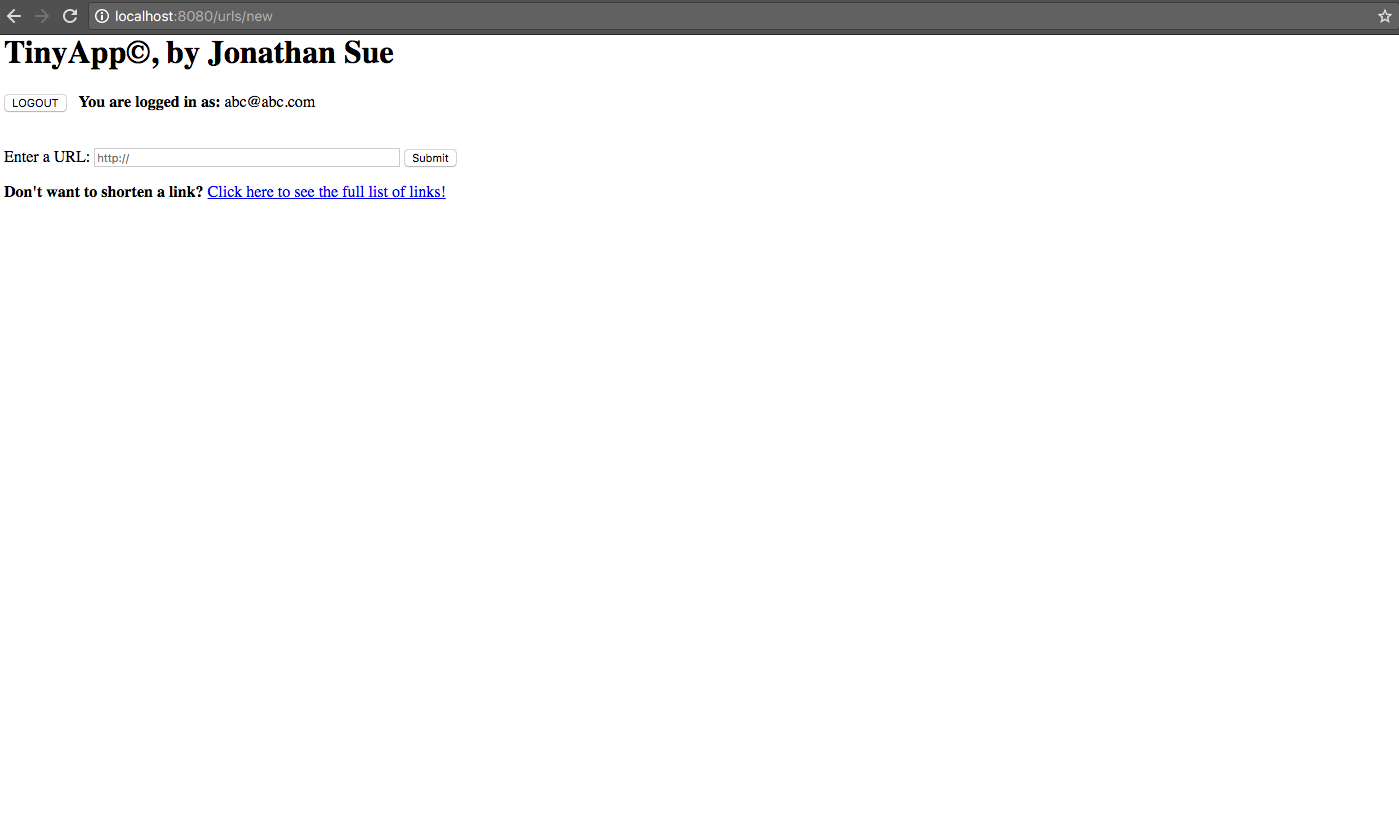 localhost:8080/urls/new
TinyApp©, by Jonathan Sue
LOGOUT You are logged in as: abc@abc.com
Enter a URL: http:// Submit
Don't want to shorten a link? Click here to see the full list of links!